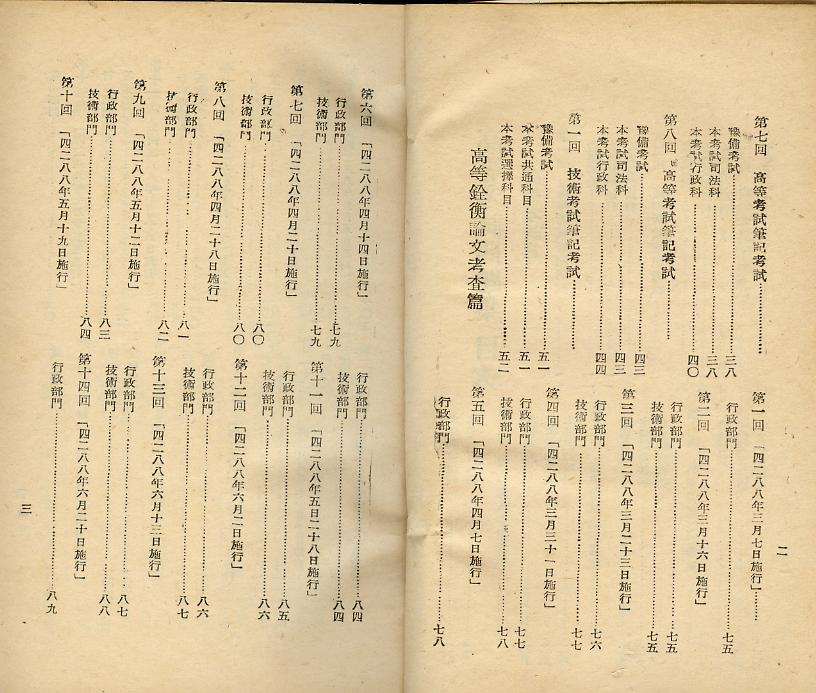 第七回 高等考試筆記考試…………
豫備考試…………三八
本考試司法科…………三八
本考試行政科…………四〇
第八回 高等考試筆記考試…………
豫備考試…………四三
本考試司法科…………四三
本考試行政科…………四四
第一回 技術考試筆記考試…………
豫備考試…………五一
本考試共通科目…………五一
本考試選擇科目…………五二
高等銓衡論文考查篇
第一回 「四二八八年三月七日施行」……
行政部門…………七五
第二回 「四二八八年三月十六日施行」
行政部門…………七五
技術部門…………七五
第三回 「四二八八年三月二十三日施行」
行政部門…………七六
技術部門…………七七
第四回 「四二八八年三月三十一日施行」
行政部門…………七七
技術部門…………七八
第五回 「四二八八年四月七日施行」
行政部門…………七八
二
第六回 「四二八八年四月十四日施行」
行政部門…………七九
技術部門…………七九
第七回 「四二八八年四月二十日施行」
行政部門…………八〇
技術部門…………八〇
第八回 「四二八八年四月二十八日施行」
行政部門…………八一
技術部門…………八二
第九回 「四二八八年五月十二日施行」
行政部門…………八三
技術部門…………八四
第十回 「四二八八年五月十九日施行」
行政部門…………八四
技術部門…………八四
第十一回 「四二八八年五日二十八日施行」
行政部門…………八五
技術部門…………八六
第十二回 「四二八八年六月二日施行」
行政部門…………八六
技術部門…………八七
第十三回 「四二八八年六月十三日施行」
行政部門…………八七
技術部門…………八八
第十四回 「四二八八年六月二十日施行」
行政部門…………八九
三